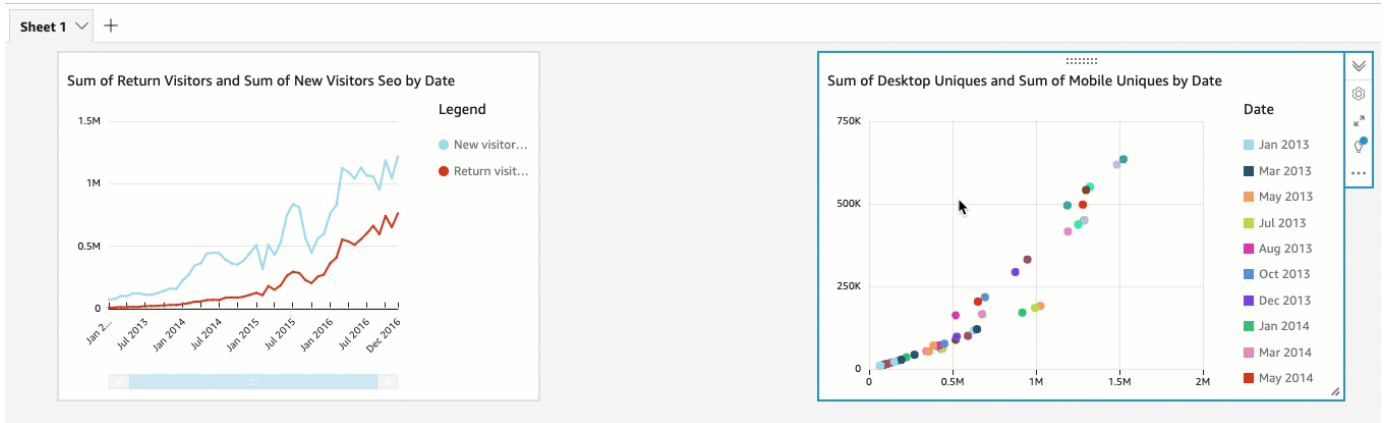 Sheet 1
Sum of Return Visitors and Sum of New Visitors Seo by Date
Legend
1.5M
1M
0.5M
0
New visitor...
Return visit...
Jan 2...
Jul 2013
Jan 2014
Jul 2014
Jan 2015
Jul 2015
Jan 2016
Jul 2016
Dec 2016
Sum of Desktop Uniques and Sum of Mobile Uniques by Date
750K
500K
250K
0
0
0.5M
1M
1.5M
2M
Date
Jan 2013
Mar 2013
May 2013
Jul 2013
Aug 2013
Oct 2013
Dec 2013
Jan 2014
Mar 2014
May 2014